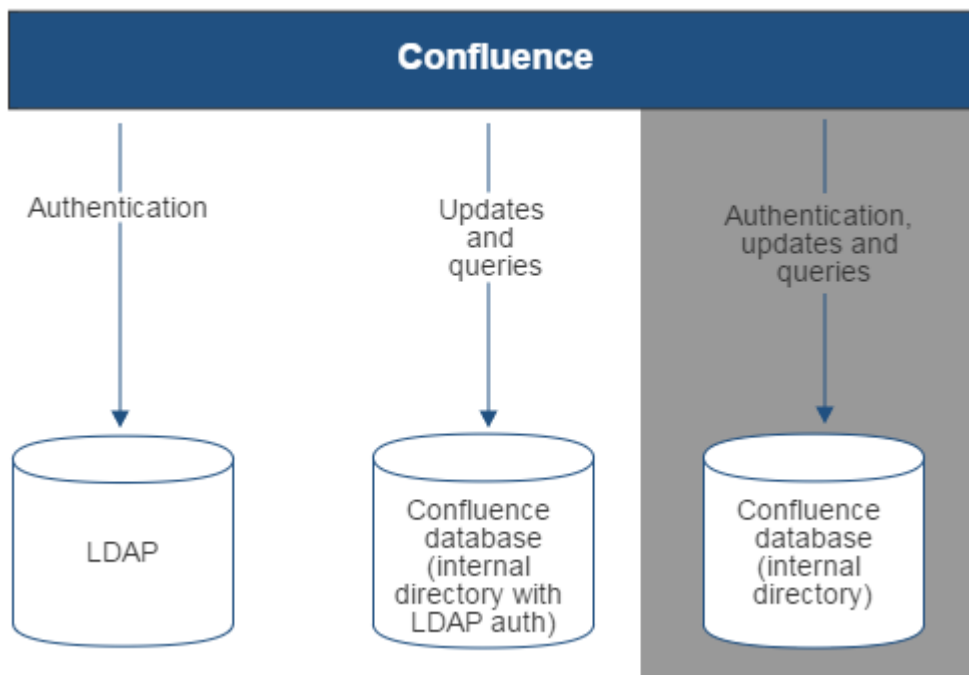 Confluence
Authentication
Updates
and
queries
Authentication,
updates and
queries
LDAP
Confluence
database
(internal
directory with
LDAP auth)
Confluence
database
(internal
directory)